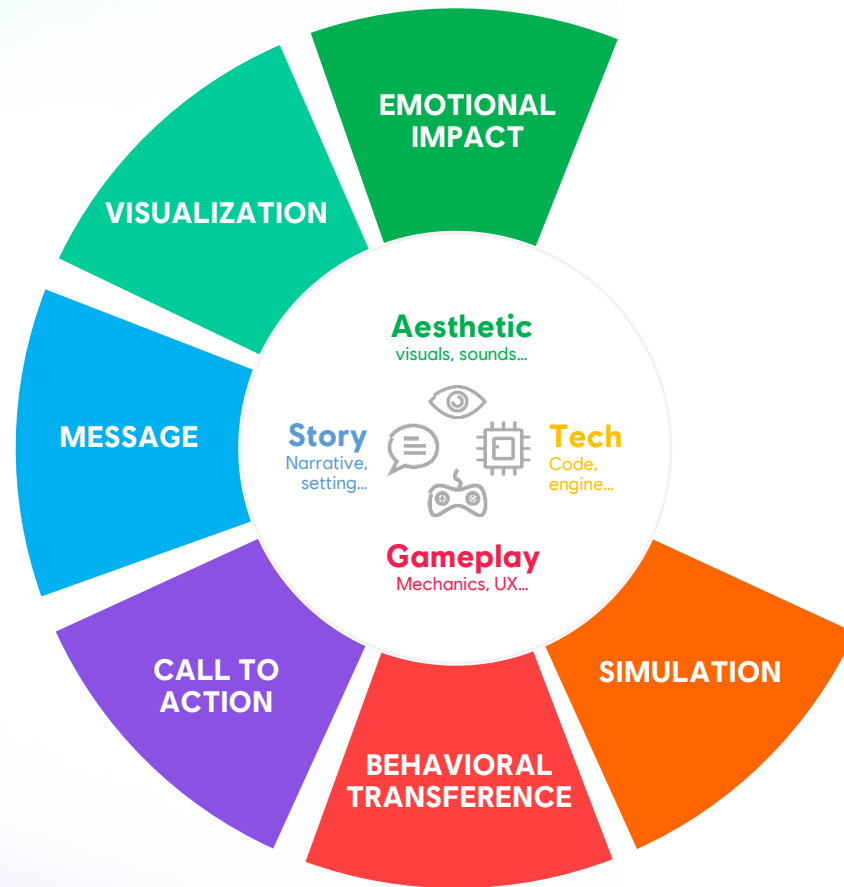 EMOTIONAL
IMPACT
VISUALIZATION
MESSAGE
CALL TO
ACTION
BEHAVIORAL
TRANSFERENCE
SIMULATION
Aesthetic
visuals, sounds...
Story
Narrative,
setting...
Tech
Code,
engine...
Gameplay
Mechanics, UX...